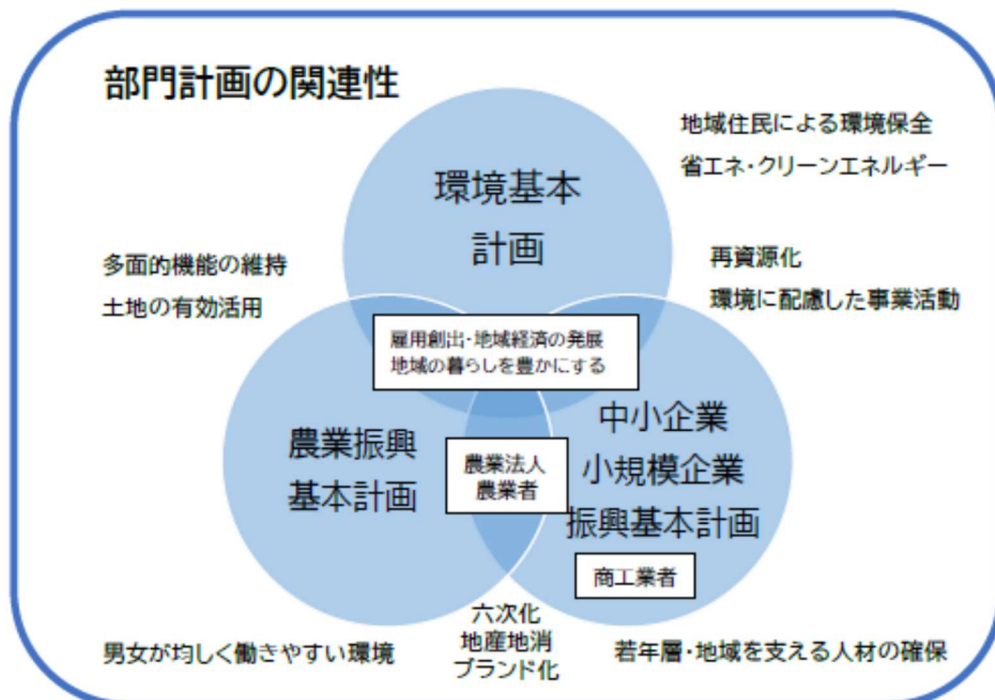 部門計画の関連性
地域住民による環境保全
省エネ・クリーンエネルギー
環境基本
計画
多面的機能の維持
土地の有効活用
再資源化
環境に配慮した事業活動
雇用創出・地域経済の発展
地域の暮らしを豊かにする
農業振興
基本計画
農業法人
農業者
中小企業
小規模企業
振興基本計画
商工業者
男女が均しく働きやすい環境
六次化
地産地消
ブランド化
若年層・地域を支える人材の確保